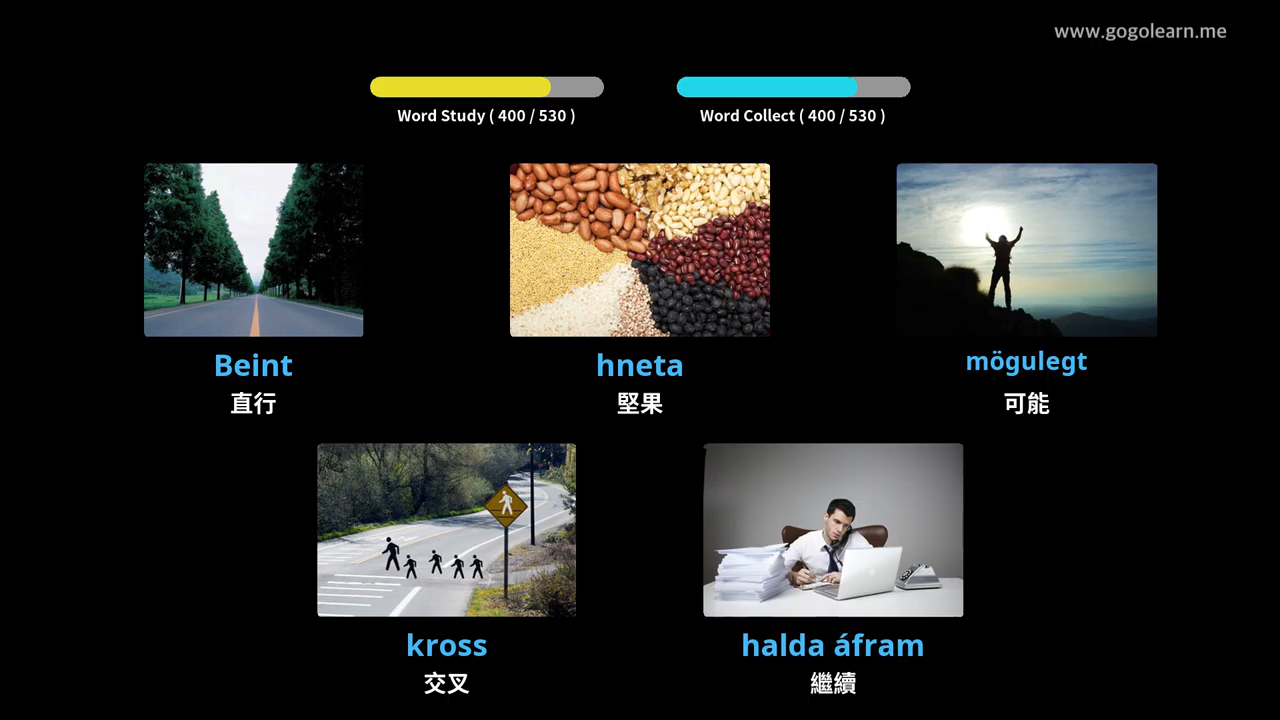 www.gogolearn.me
Word Study ( 400 / 530 )
Word Collect ( 400 / 530 )
Beint
直行
hneta
堅果
mögulegt
可能
kross
交叉
halda áfram
繼續